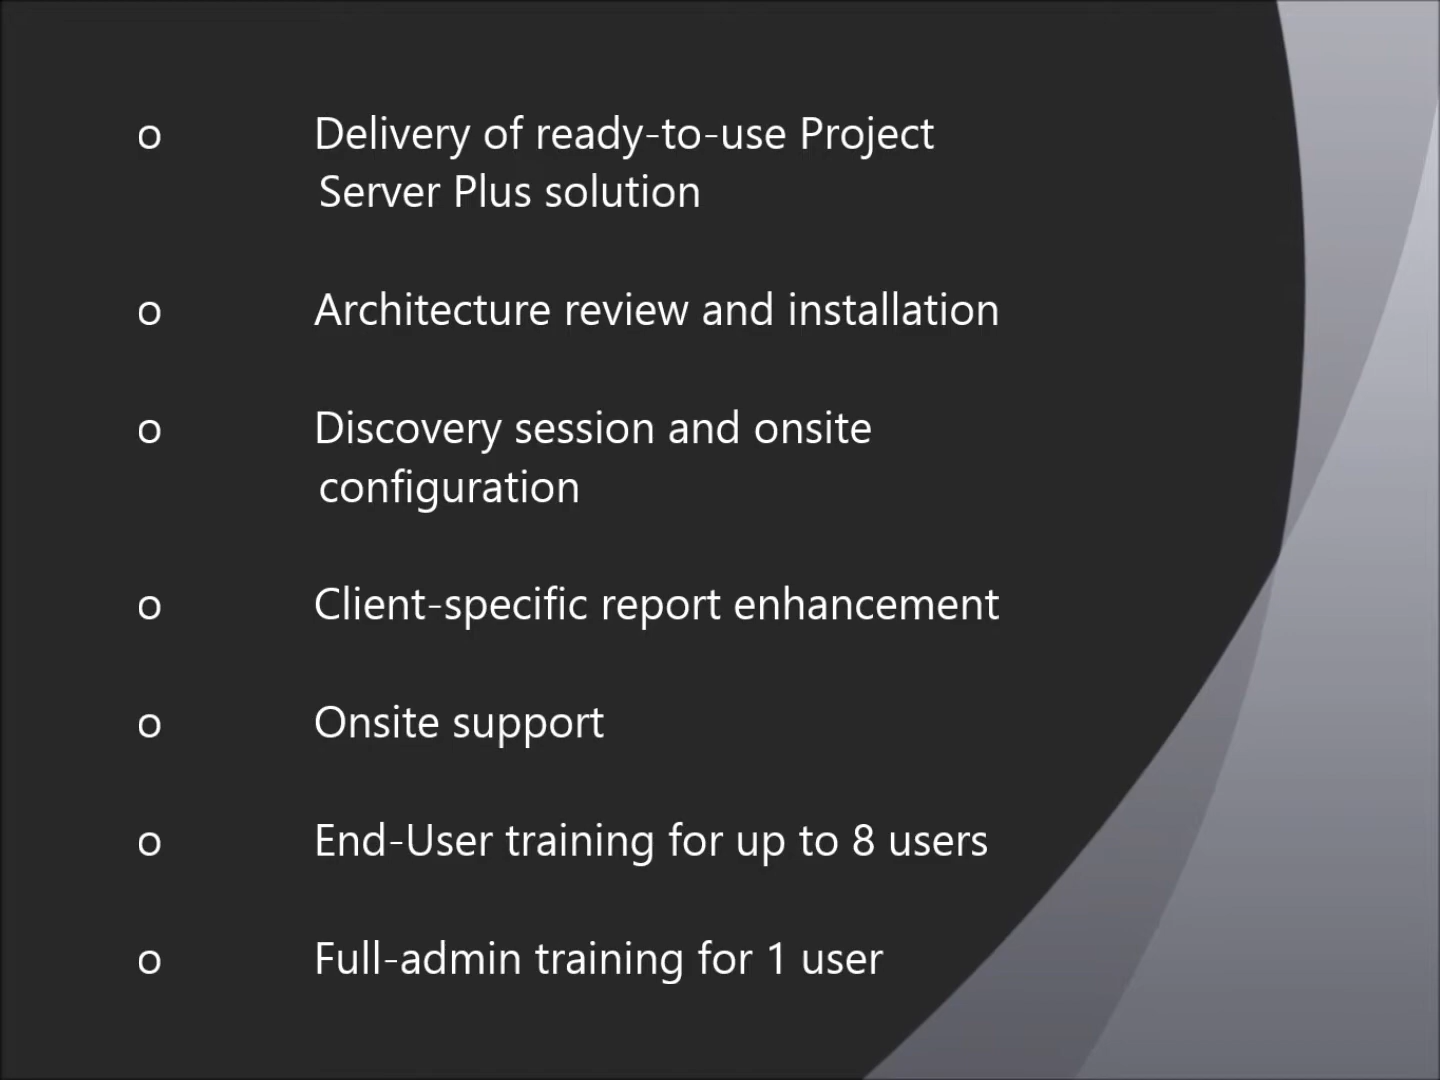 o Delivery of ready-to-use Project
Server Plus solution
o Architecture review and installation
o Discovery session and onsite
configuration
o Client-specific report enhancement
o Onsite support
o End-User training for up to 8 users
o Full-admin training for 1 user